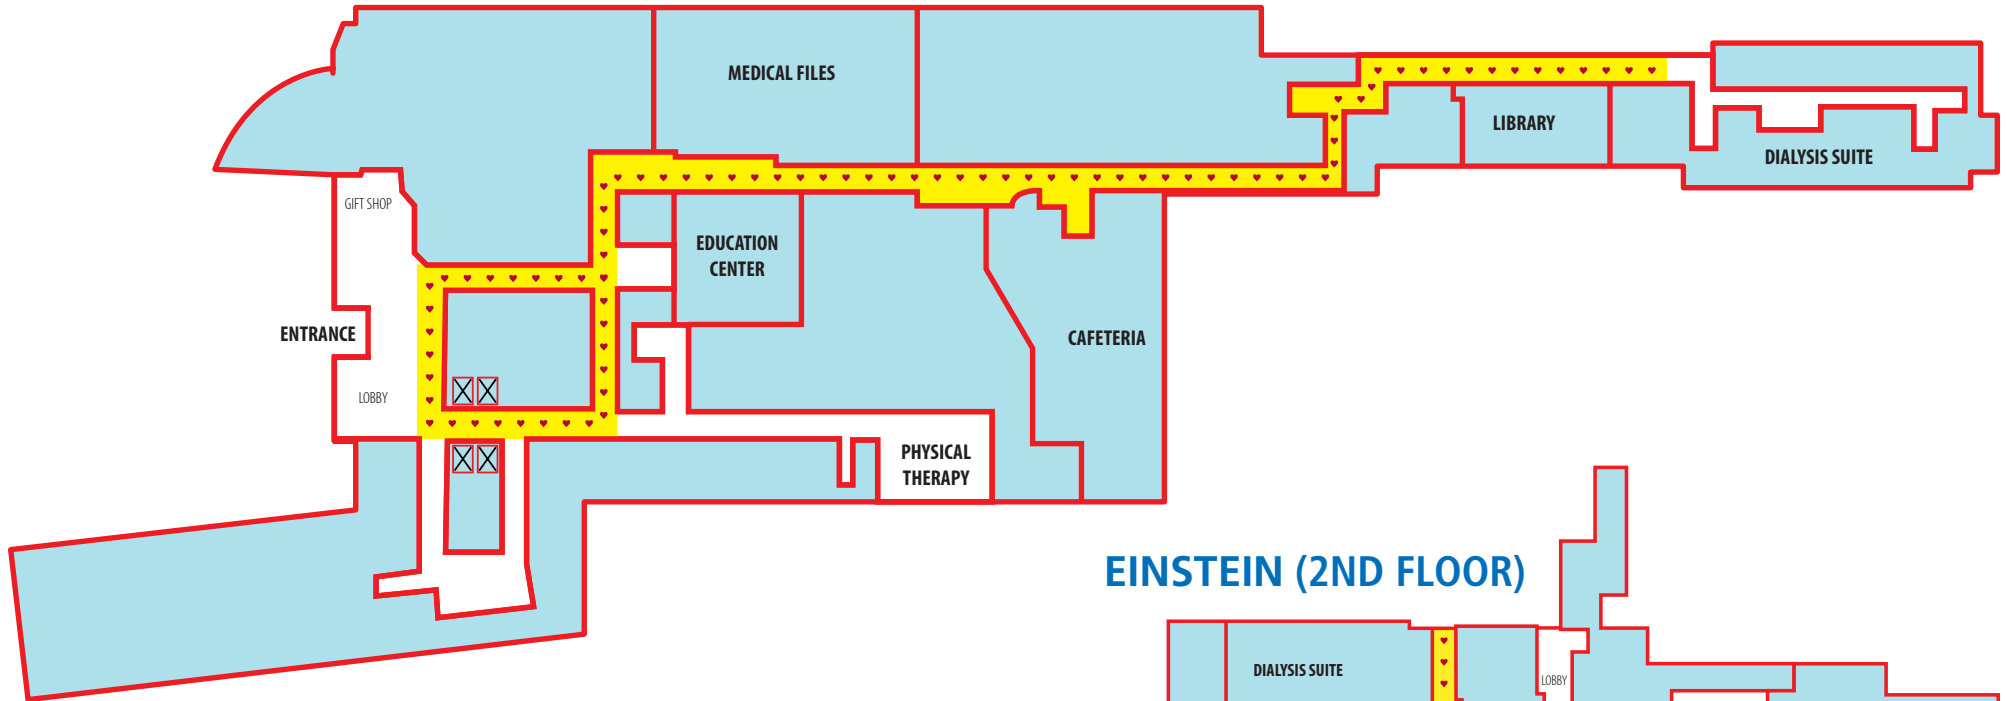 MEDICAL FILES
LIBRARY
DIALYSIS SUITE
GIFT SHOP
EDUCATION
CENTER
ENTRANCE
CAFETERIA
LOBBY
PHYSICAL
THERAPY
EINSTEIN (2ND FLOOR)
DIALYSIS SUITE
LOBBY